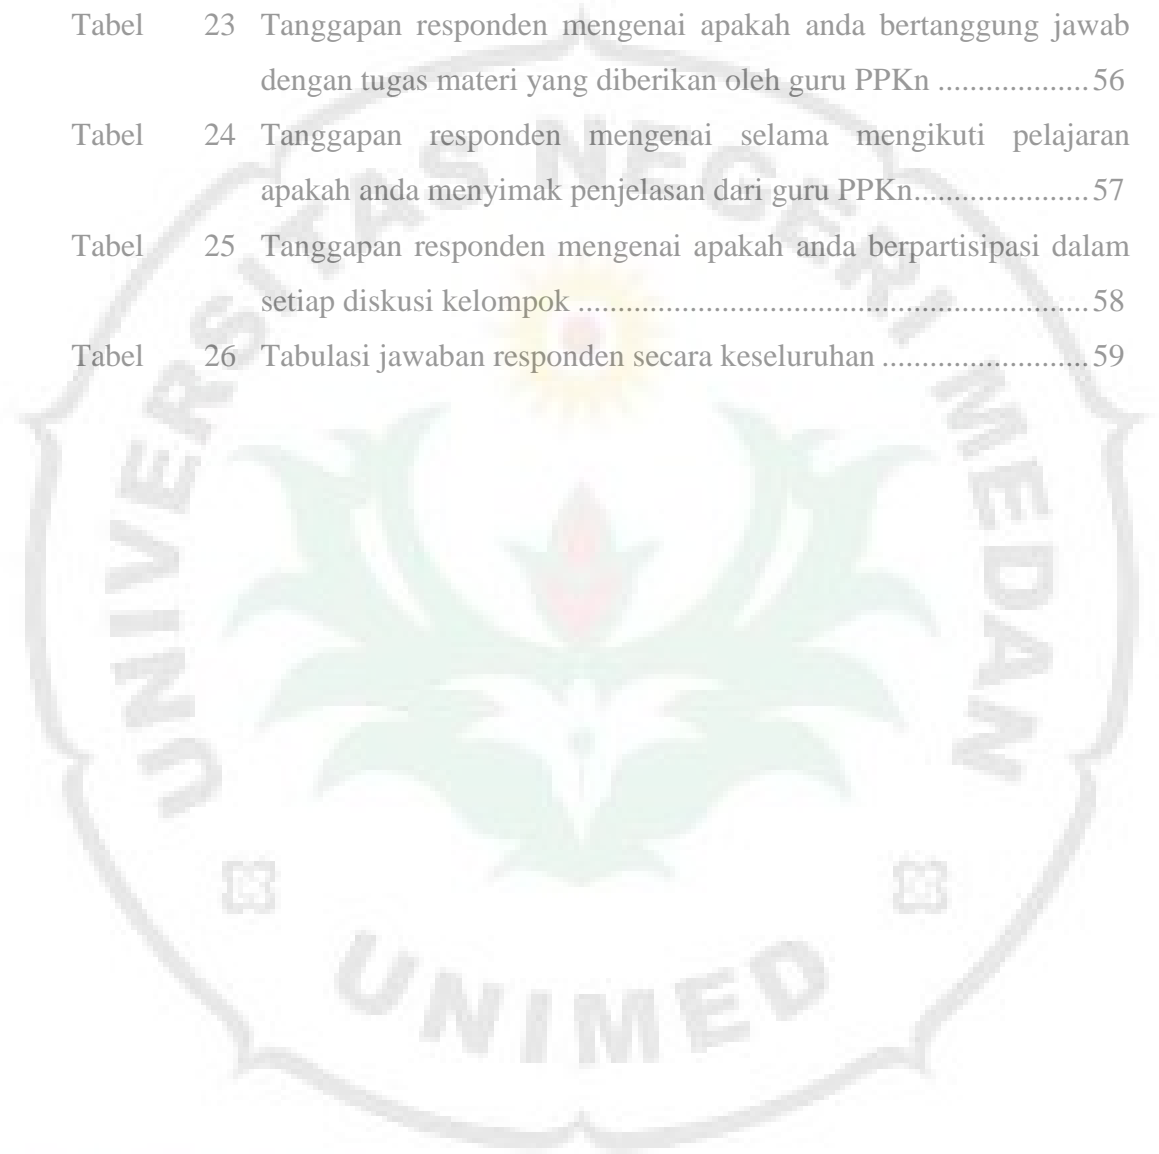 Tabel 23 Tanggapan responden mengenai apakah anda bertanggung jawab
dengan tugas materi yang diberikan oleh guru PPKn ................... 56
Tabel 24 Tanggapan responden mengenai selama mengikuti pelajaran
apakah anda menyimak penjelasan dari guru PPKn...................... 57
Tabel 25 Tanggapan responden mengenai apakah anda berpartisipasi dalam
setiap diskusi kelompok ................................................................ 58
Tabel 26 Tabulasi jawaban responden secara keseluruhan .......................... 59
UNIVERSITAS NEGERI MEDAN
UNIMED